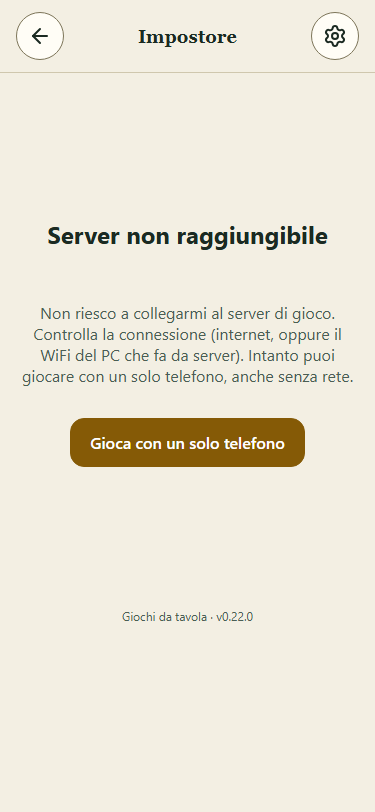 Impostore
Server non raggiungibile
Non riesco a collegarmi al server di gioco.
Controlla la connessione (internet, oppure il
WiFi del PC che fa da server). Intanto puoi
giocare con un solo telefono, anche senza rete.
Gioca con un solo telefono
Giochi da tavola · v0.22.0